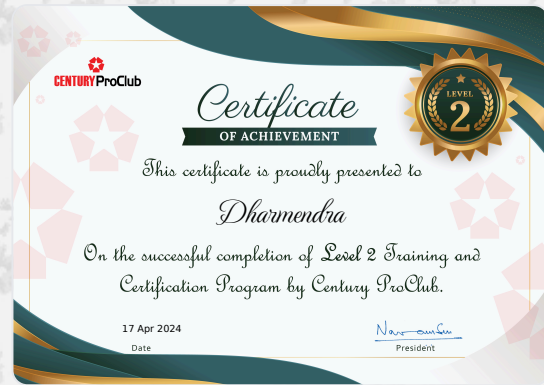 CENTURY ProClub
LEVEL
2
Certificate
OF ACHIEVEMENT
This certificate is proudly presented to
Dharmendra
On the successful completion of Level 2 Training and
Certification Program by Century ProClub.
17 Apr 2024
Date
President